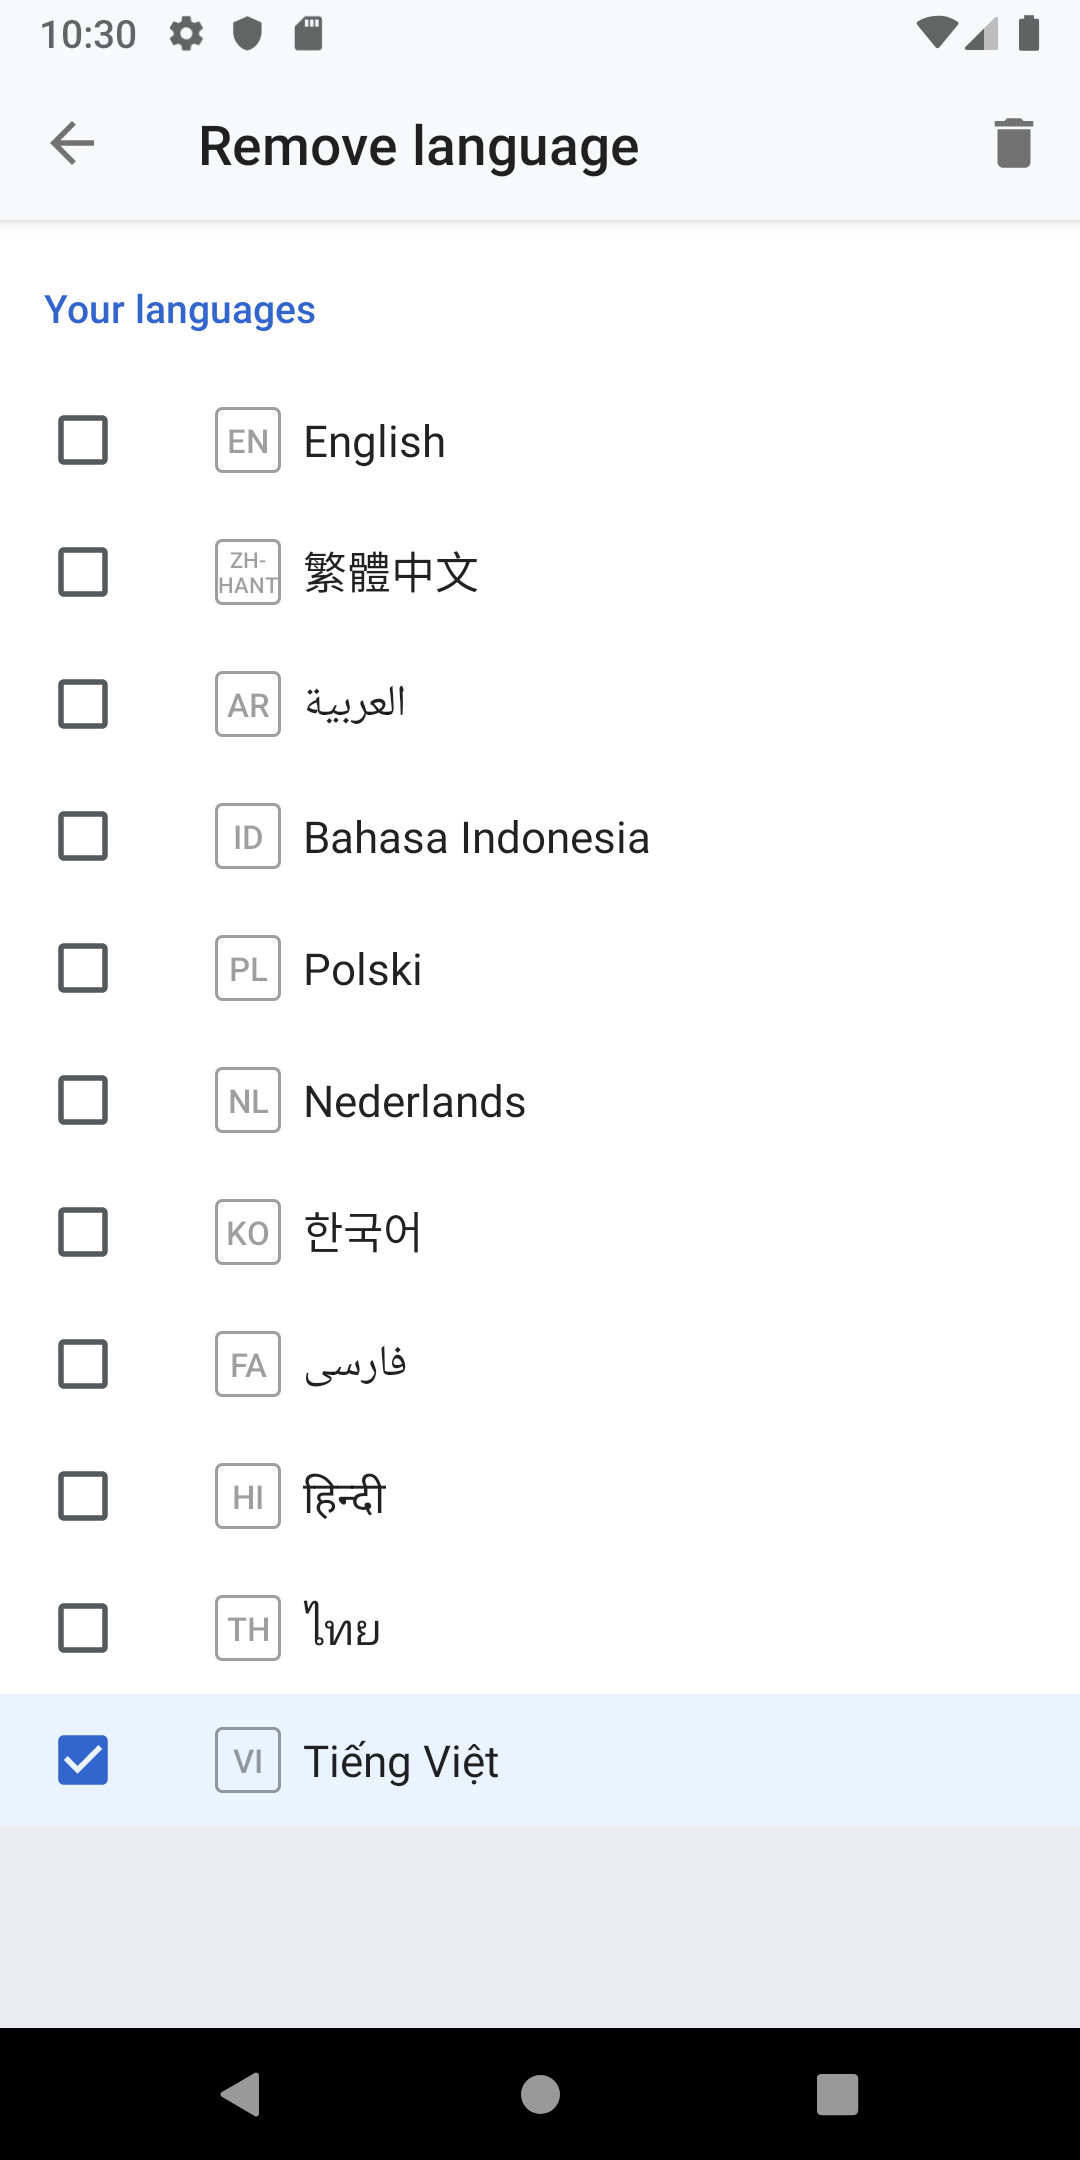 10:30
Remove language
Your languages
EN English
ZH-
HANT 繁體中文
AR العربية
ID Bahasa Indonesia
PL Polski
NL Nederlands
KO 한국어
FA فارسی
HI हिन्दी
TH ไทย
VI Tiếng Việt